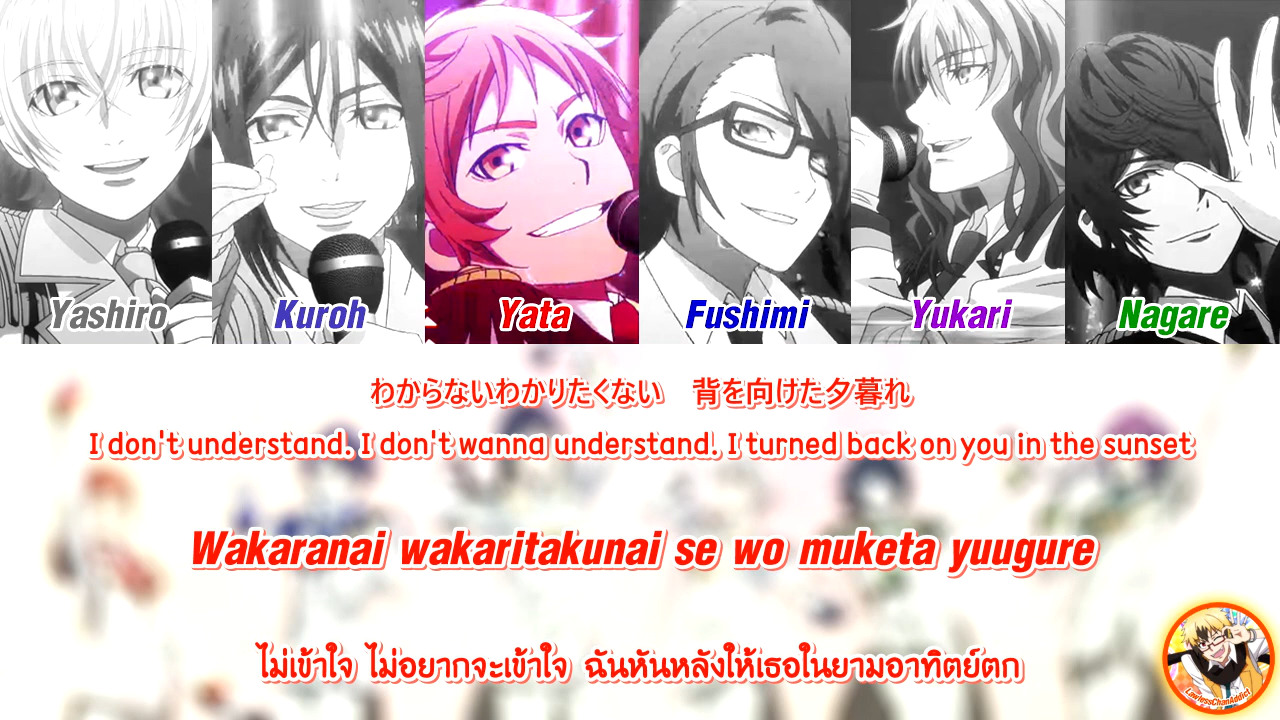 Yashiro
Kuroh
Yata
Fushimi
Yukari
Nagare
わからないわかりたくない　背を向けた夕暮れ
I don't understand. I don't wanna understand. I turned back on you in the sunset
Wakaranai wakaritakunai se wo muketa yuugure
ไม่เข้าใจ ไม่อยากจะเข้าใจ ฉันหันหลังให้เธอในยามอาทิตย์ตก
LawlessChanAddict